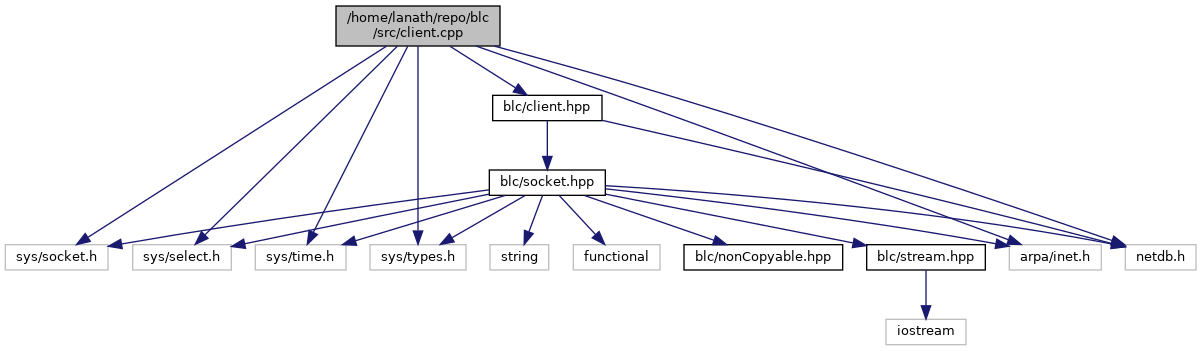 /home/lanath/repo/blc
/src/client.cpp
blc/client.hpp
blc/socket.hpp
sys/socket.h
sys/select.h
sys/time.h
sys/types.h
string
functional
blc/nonCopyable.hpp
blc/stream.hpp
arpa/inet.h
netdb.h
iostream